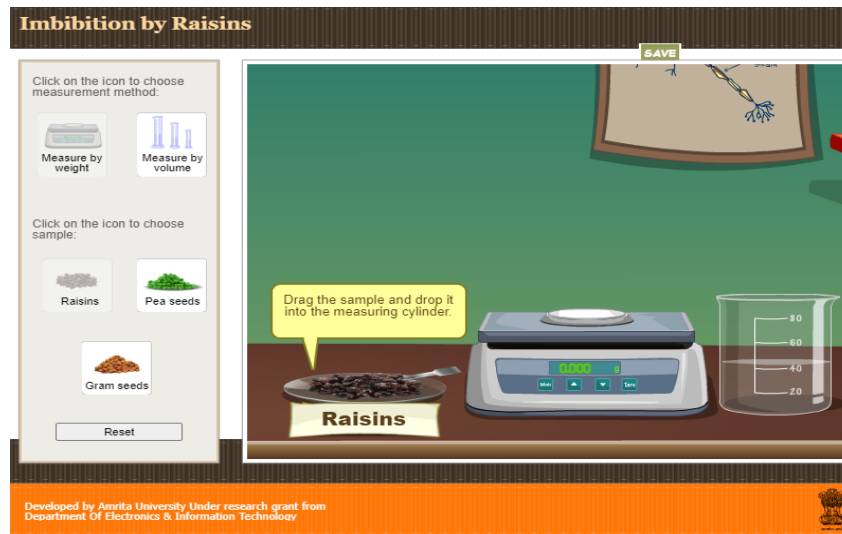 Imbibition by Raisins
SAVE
Click on the icon to choose
measurement method:
Measure by
weight
Measure by
volume
Click on the icon to choose
sample:
Raisins
Pea seeds
Gram seeds
Reset
Drag the sample and drop it
into the measuring cylinder.
Raisins
0.000 g
80
60
40
20
Developed by Amrita University Under research grant from
Department Of Electronics & Information Technology